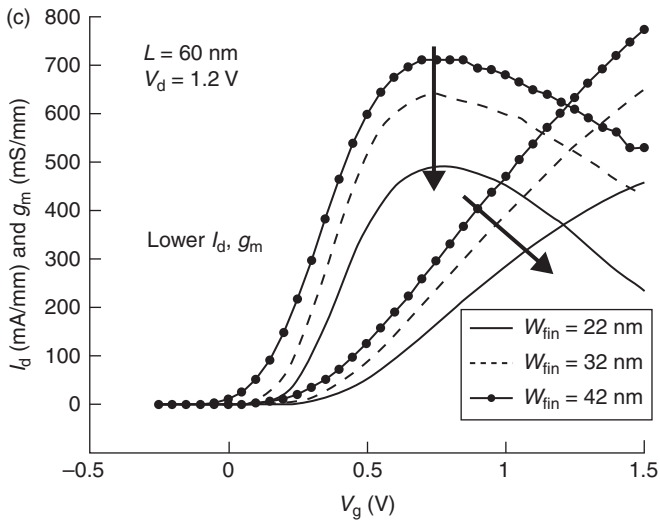 (c)
800
700
600
500
400
300
200
100
0
I_d (mA/mm) and g_m (mS/mm)
L = 60 nm
V_d = 1.2 V
Lower I_d, g_m
W_fin = 22 nm
W_fin = 32 nm
W_fin = 42 nm
−0.5 0 0.5 1 1.5
V_g (V)